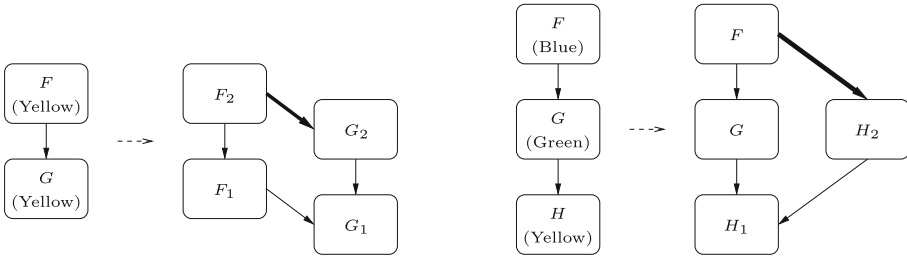 F
(Yellow)
G
(Yellow)
F₂
G₂
F₁
G₁
F
(Blue)
G
(Green)
H
(Yellow)
F
G
H₂
H₁